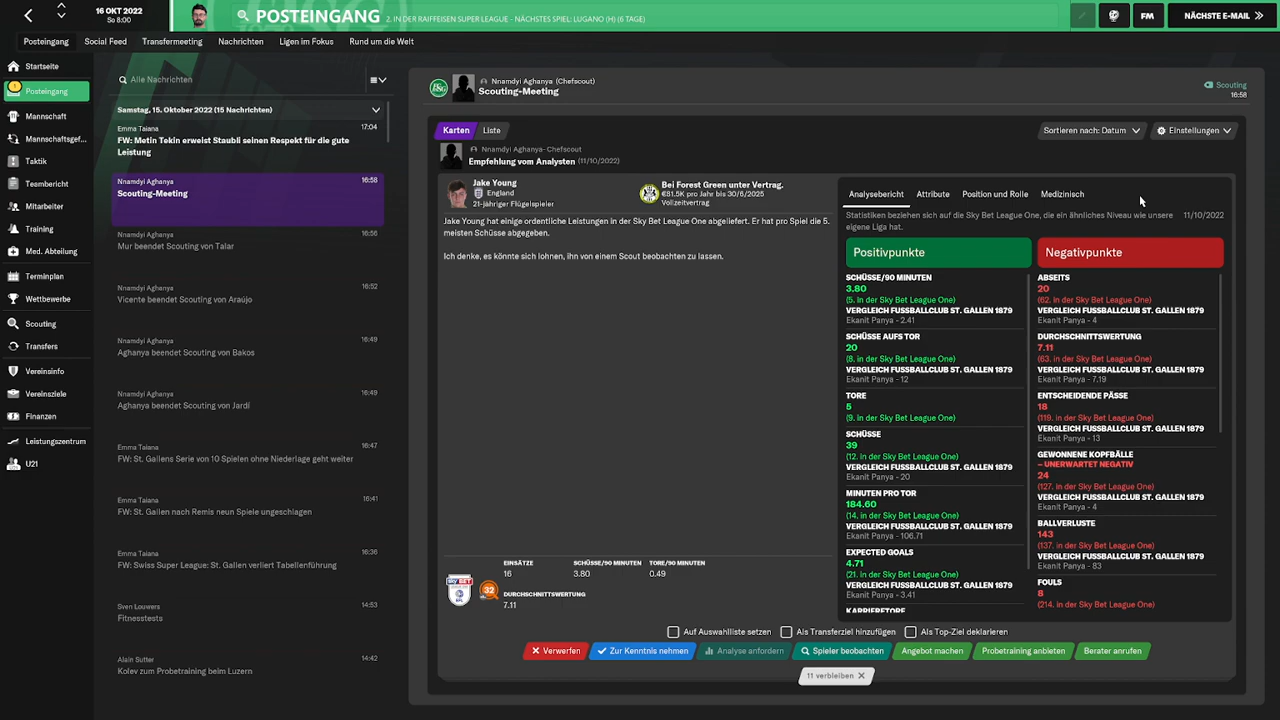 16 OKT 2022
So 8:00
POSTEINGANG
2. IN DER RAIFFEISEN SUPER LEAGUE - NÄCHSTES SPIEL: LUGANO (H) (6 TAGE)
FM
NÄCHSTE E-MAIL
Posteingang
Social Feed
Transfermeeting
Nachrichten
Ligen im Fokus
Rund um die Welt
Startseite
Posteingang
Mannschaft
Mannschaftsgef...
Taktik
Teambericht
Mitarbeiter
Training
Med. Abteilung
Terminplan
Wettbewerbe
Scouting
Transfers
Vereinsinfo
Vereinsziele
Finanzen
Leistungszentrum
U21
Alle Nachrichten
Samstag, 15. Oktober 2022 (15 Nachrichten)
Emma Taiana 17:04
FW: Metin Tekin erweist Staubli seinen Respekt für die gute
Leistung
Nnamdyi Aghanya 16:58
Scouting-Meeting
Nnamdyi Aghanya 16:56
Mur beendet Scouting von Talar
Nnamdyi Aghanya 16:52
Vicente beendet Scouting von Araújo
Nnamdyi Aghanya 16:49
Aghanya beendet Scouting von Bakos
Nnamdyi Aghanya 16:49
Aghanya beendet Scouting von Jardi
Emma Taiana 16:47
FW: St. Gallens Serie von 10 Spielen ohne Niederlage geht weiter
Emma Taiana 16:41
FW: St. Gallen nach Remis neun Spiele ungeschlagen
Emma Taiana 16:36
FW: Swiss Super League: St. Gallen verliert Tabellenführung
Sven Louwers 14:53
Fitnesstests
Alain Sutter 14:42
Kolev zum Probetraining beim Luzern
Nnamdyi Aghanya (Chefscout)
Scouting-Meeting
Scouting
16:58
Karten
Liste
Sortieren nach: Datum
Einstellungen
Nnamdyi Aghanya- Chefscout
Empfehlung vom Analysten (11/10/2022)
Jake Young
England
21-jähriger Flügelspieler
Bei Forest Green unter Vertrag.
€81.5K pro Jahr bis 30/6/2025
Vollzeitvertrag
Jake Young hat einige ordentliche Leistungen in der Sky Bet League One abgeliefert. Er hat pro Spiel die 5.
meisten Schüsse abgegeben.
Ich denke, es könnte sich lohnen, ihn von einem Scout beobachten zu lassen.
SKY BET
EFL
32
EINSÄTZE
16
SCHÜSSE/90 MINUTEN
3.80
TORE/90 MINUTEN
0.49
DURCHSCHNITTSWERTUNG
7.11
Analysebericht
Attribute
Position und Rolle
Medizinisch
Statistiken beziehen sich auf die Sky Bet League One, die ein ähnliches Niveau wie unsere
eigene Liga hat.
11/10/2022
Positivpunkte
SCHÜSSE/90 MINUTEN
3.80
(5. in der Sky Bet League One)
VERGLEICH FUSSBALLCLUB ST. GALLEN 1879
Ekanit Panya - 2.41
SCHÜSSE AUFS TOR
20
(8. in der Sky Bet League One)
VERGLEICH FUSSBALLCLUB ST. GALLEN 1879
Ekanit Panya - 12
TORE
5
(9. in der Sky Bet League One)
SCHÜSSE
39
(12. in der Sky Bet League One)
VERGLEICH FUSSBALLCLUB ST. GALLEN 1879
Ekanit Panya - 20
MINUTEN PRO TOR
184.60
(14. in der Sky Bet League One)
VERGLEICH FUSSBALLCLUB ST. GALLEN 1879
Ekanit Panya - 106.71
EXPECTED GOALS
4.71
(21. in der Sky Bet League One)
VERGLEICH FUSSBALLCLUB ST. GALLEN 1879
Ekanit Panya - 3.41
KARRIERETORE
Negativpunkte
ABSEITS
20
(62. in der Sky Bet League One)
VERGLEICH FUSSBALLCLUB ST. GALLEN 1879
Ekanit Panya - 4
DURCHSCHNITTSWERTUNG
7.11
(63. in der Sky Bet League One)
VERGLEICH FUSSBALLCLUB ST. GALLEN 1879
Ekanit Panya - 7.19
ENTSCHEIDENDE PÄSSE
18
(119. in der Sky Bet League One)
VERGLEICH FUSSBALLCLUB ST. GALLEN 1879
Ekanit Panya - 13
GEWONNENE KOPFBÄLLE
– UNERWARTET NEGATIV
24
(127. in der Sky Bet League One)
VERGLEICH FUSSBALLCLUB ST. GALLEN 1879
Ekanit Panya - 4
BALLVERLUSTE
143
(137. in der Sky Bet League One)
VERGLEICH FUSSBALLCLUB ST. GALLEN 1879
Ekanit Panya - 83
FOULS
8
(214. in der Sky Bet League One)
Auf Auswahlliste setzen
Als Transferziel hinzufügen
Als Top-Ziel deklarieren
Verwerfen
Zur Kenntnis nehmen
Analyse anfordern
Spieler beobachten
Angebot machen
Probetraining anbieten
Berater anrufen
11 verbleiben